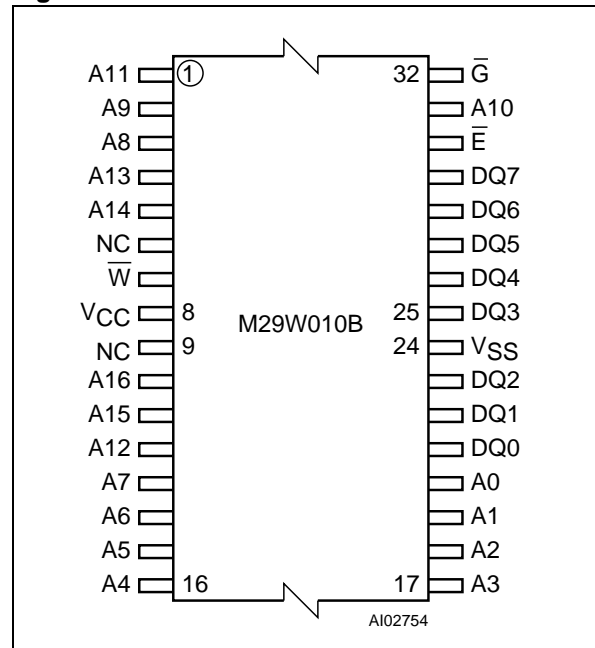 A11 1 32 G̅
A9 A10
A8 E̅
A13 DQ7
A14 DQ6
NC DQ5
W̅ DQ4
VCC 8 25 DQ3
M29W010B
NC 9 24 VSS
A16 DQ2
A15 DQ1
A12 DQ0
A7 A0
A6 A1
A5 A2
A4 16 17 A3
AI02754